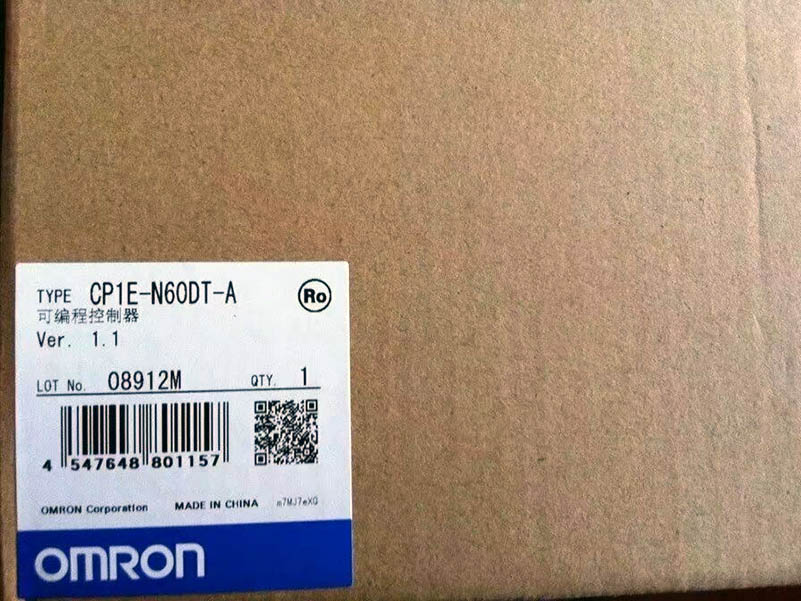 TYPE CP1E-N60DT-A Ro
可编程控制器
Ver. 1.1
LOT No. 08912M QTY. 1
4 547648 801157
OMRON Corporation MADE IN CHINA m7MJ7eXG
OMRON